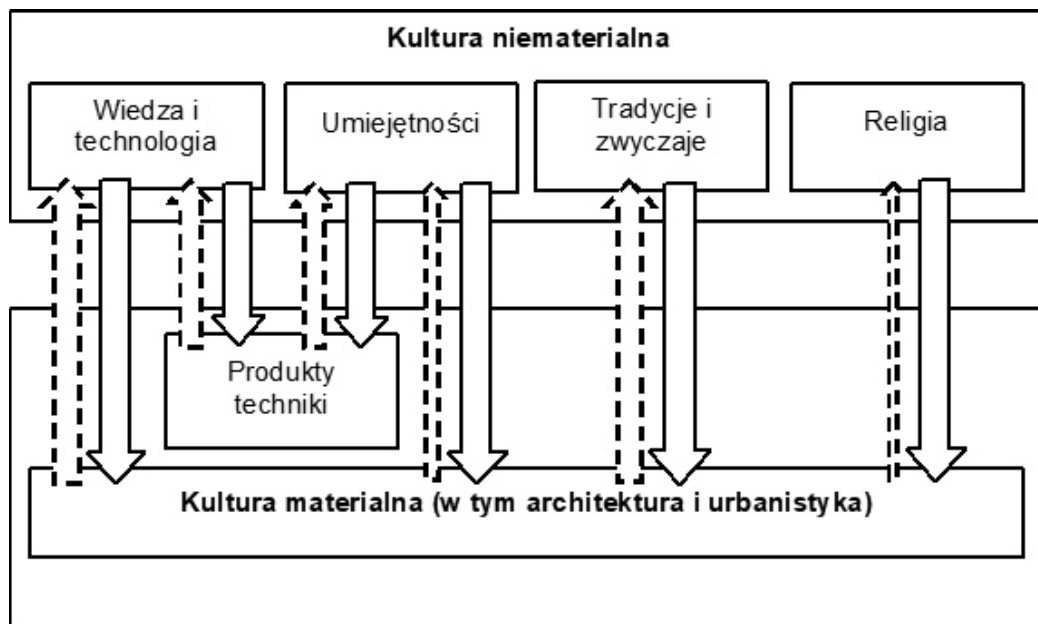 Kultura niematerialna
Wiedza i
technologia
Umiejętności
Tradycje i
zwyczaje
Religia
Produkty
techniki
Kultura materialna (w tym architektura i urbanistyka)